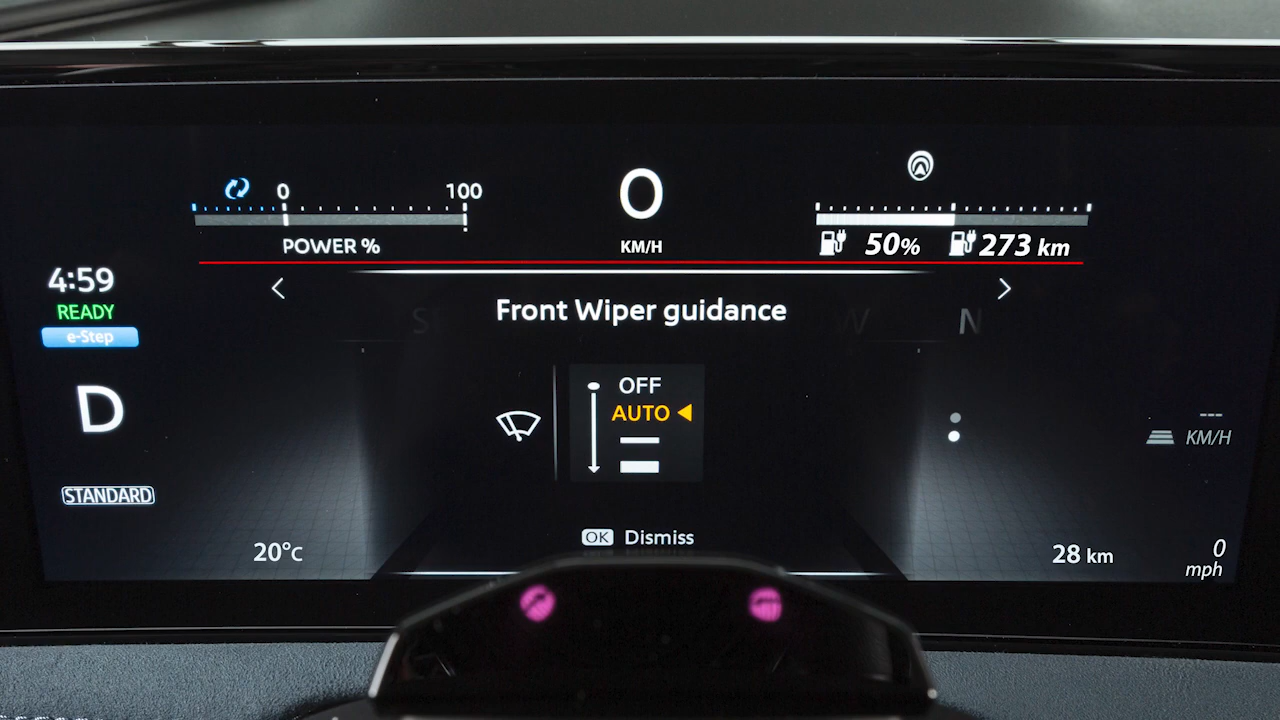 0 100
POWER %
0
KM/H
50% 273 km
4:59
READY
e-Step
D
STANDARD
20°C
Front Wiper guidance
W N
OFF
AUTO
OK Dismiss
---
KM/H
28 km
0
mph